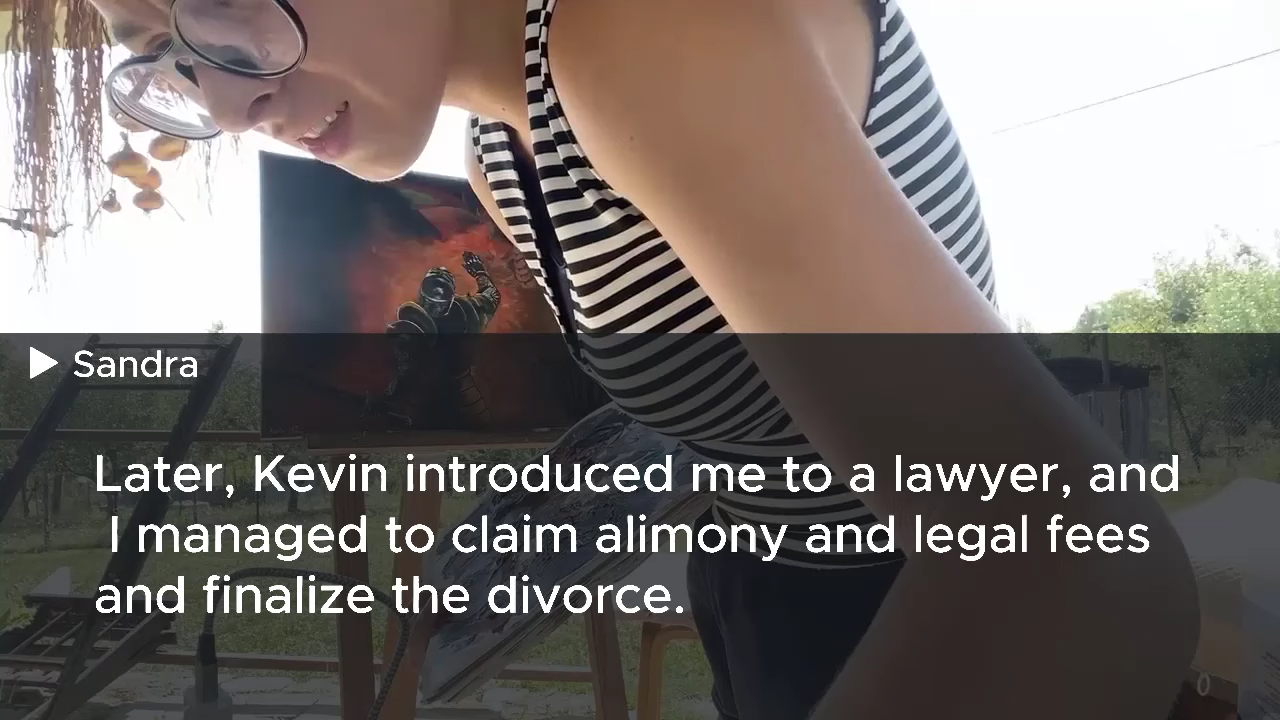 Sandra
Later, Kevin introduced me to a lawyer, and
I managed to claim alimony and legal fees
and finalize the divorce.
0